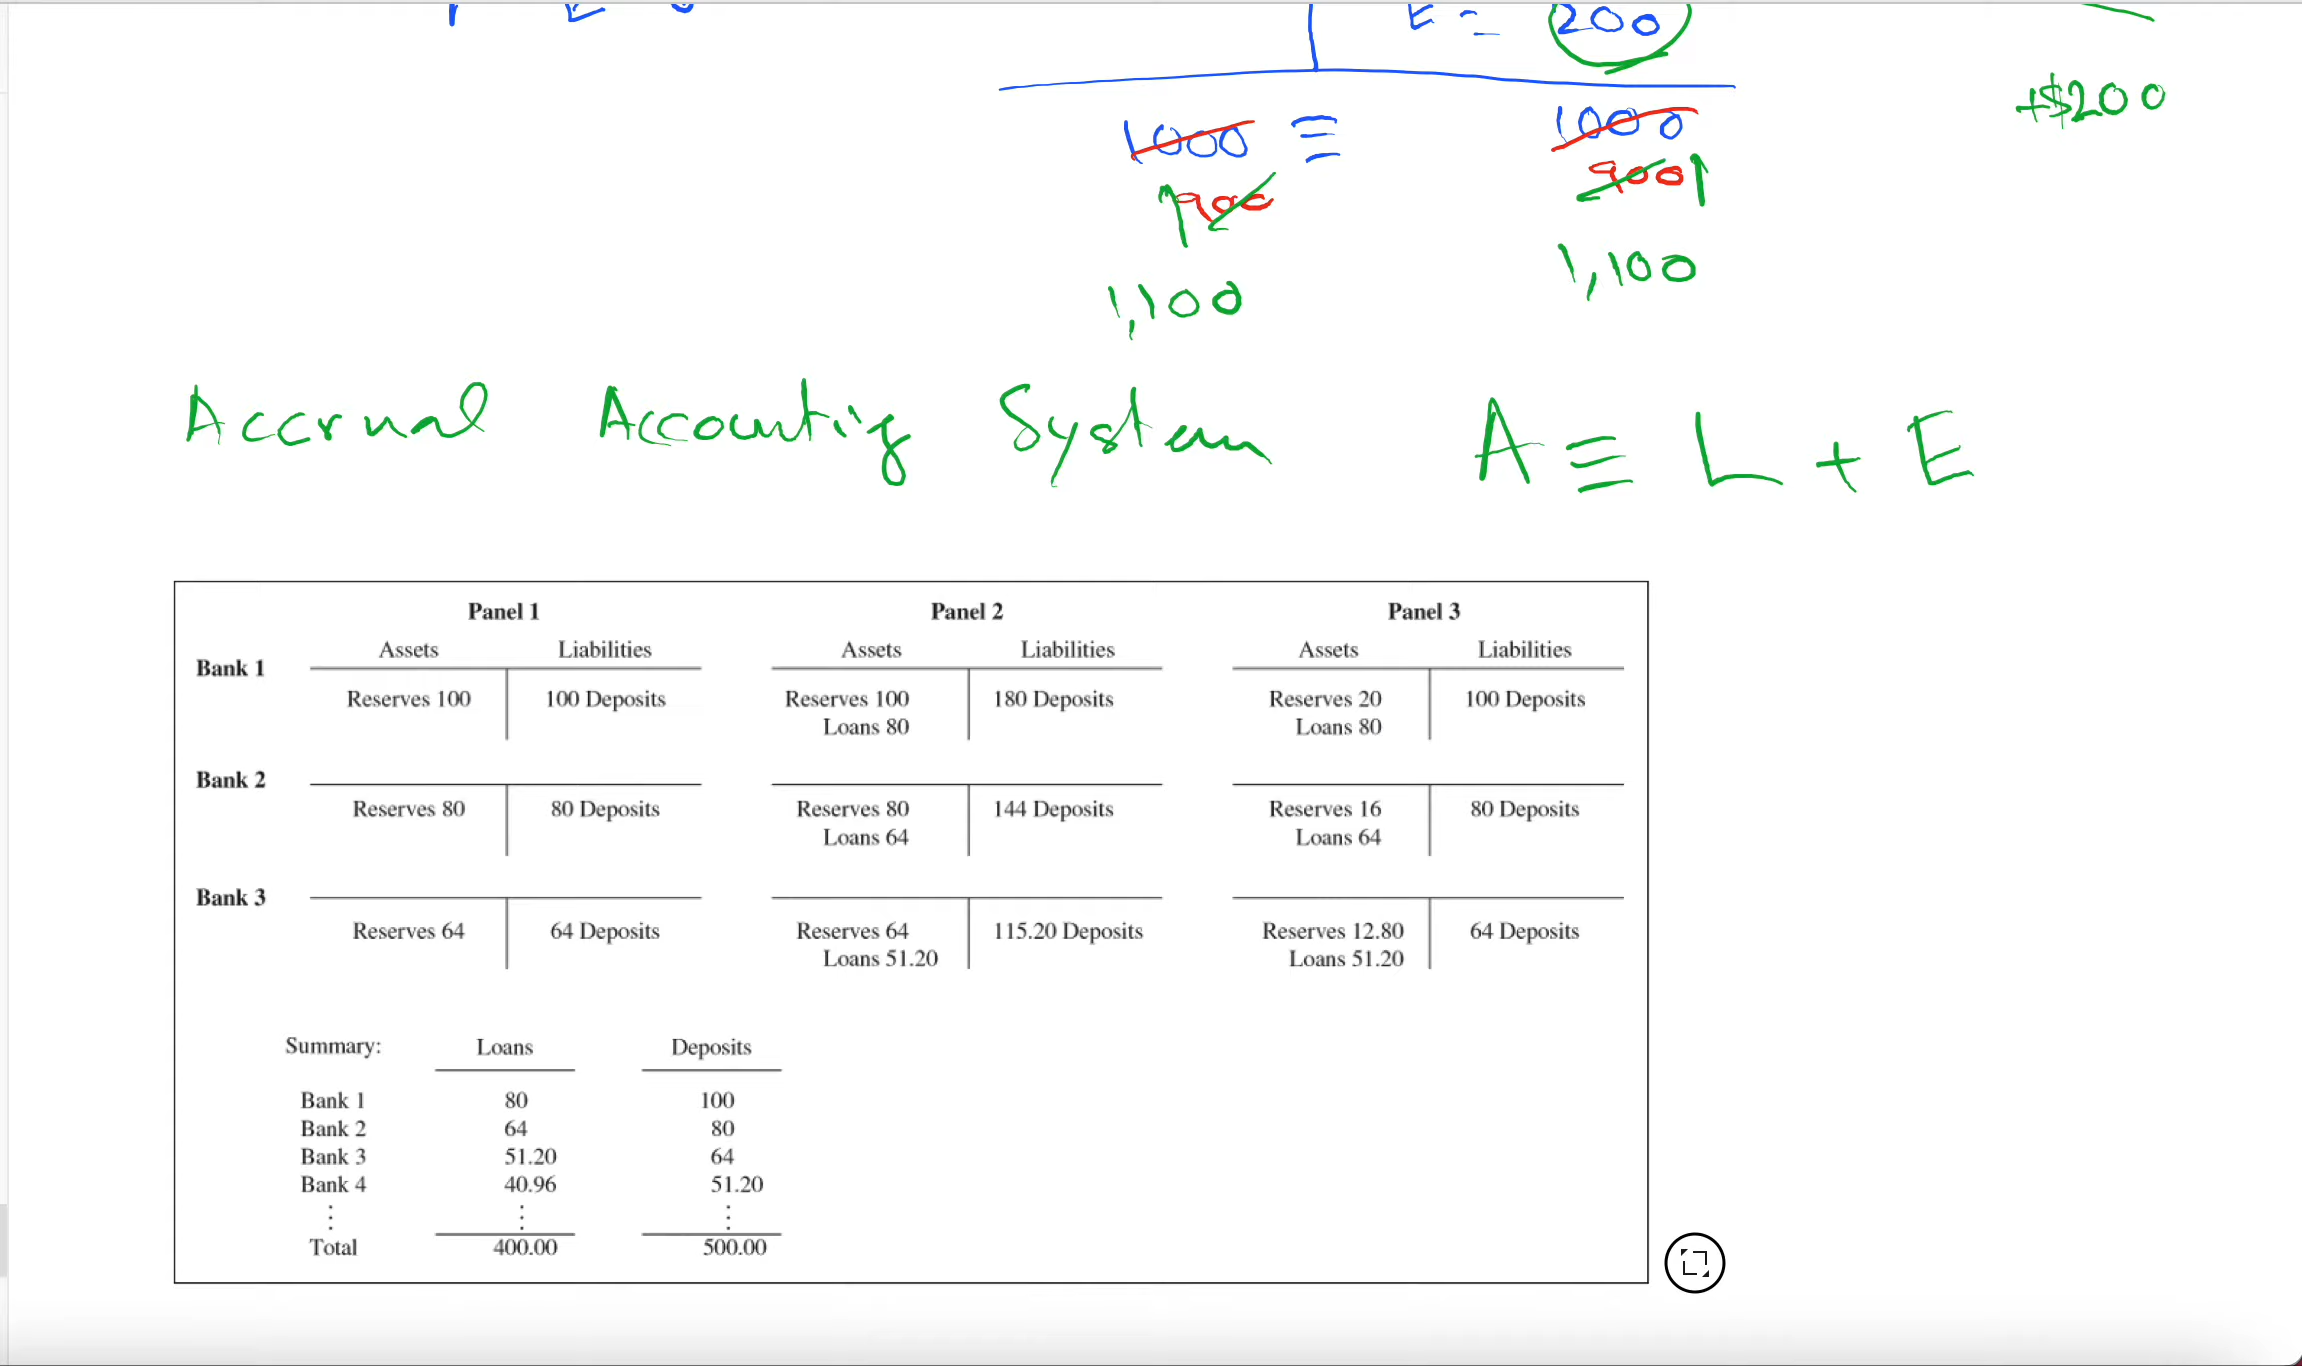 E = 200
+$200
1000 ≡ 1000
900 900
1,100 1,100
Accrual Accounting System A ≡ L + E
Panel 1 Panel 2 Panel 3
Assets Liabilities Assets Liabilities Assets Liabilities
Bank 1
Reserves 100 100 Deposits Reserves 100 180 Deposits Reserves 20 100 Deposits
Loans 80 Loans 80
Bank 2
Reserves 80 80 Deposits Reserves 80 144 Deposits Reserves 16 80 Deposits
Loans 64 Loans 64
Bank 3
Reserves 64 64 Deposits Reserves 64 115.20 Deposits Reserves 12.80 64 Deposits
Loans 51.20 Loans 51.20
Summary: Loans Deposits
Bank 1 80 100
Bank 2 64 80
Bank 3 51.20 64
Bank 4 40.96 51.20
⋮ ⋮ ⋮
Total 400.00 500.00